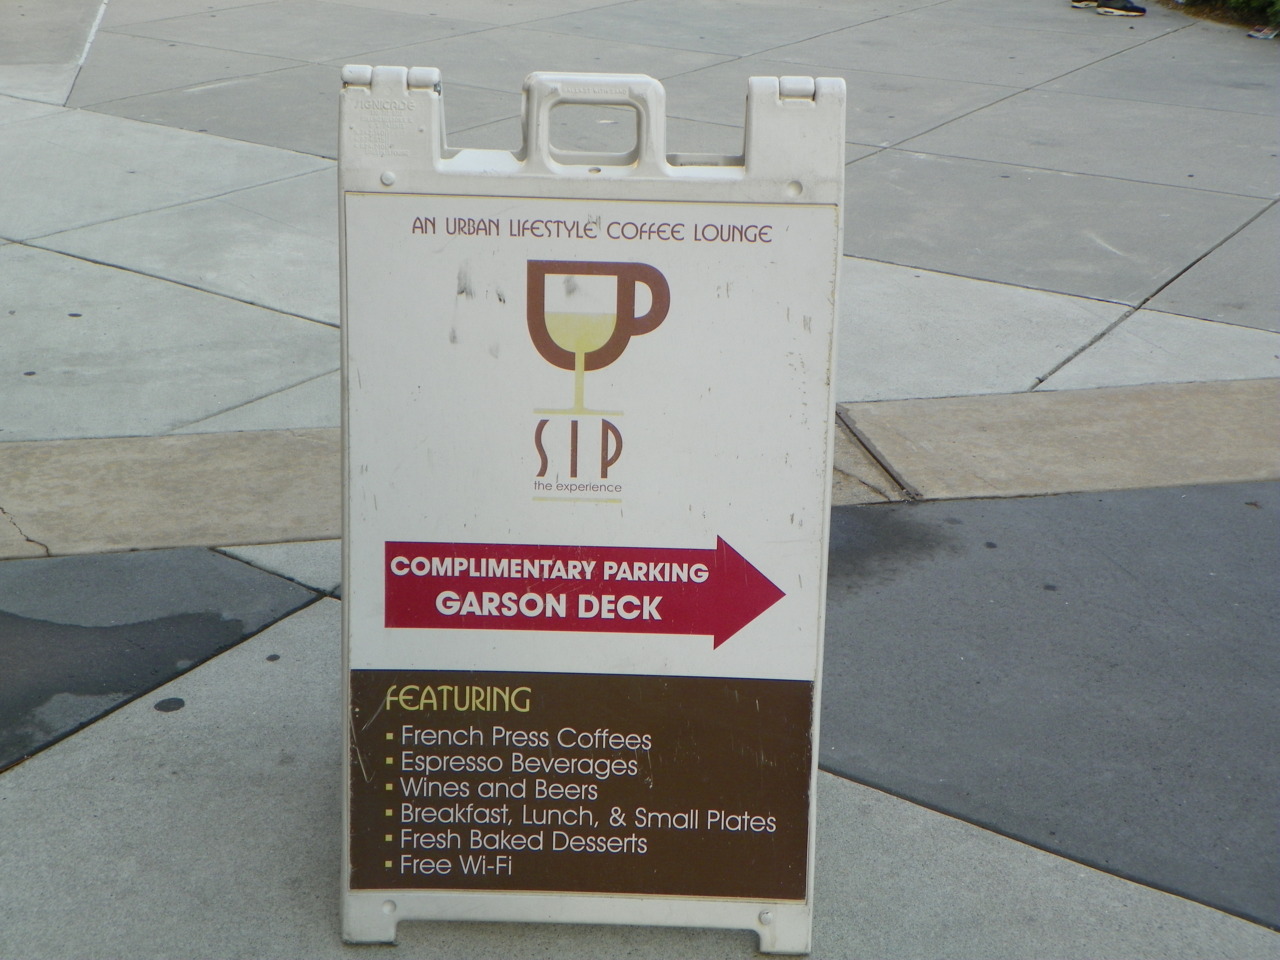 SIGNICADE
AN URBAN LIFESTYLE COFFEE LOUNGE
SIP
the experience
COMPLIMENTARY PARKING
GARSON DECK
FEATURING
▪ French Press Coffees
▪ Espresso Beverages
▪ Wines and Beers
▪ Breakfast, Lunch, & Small Plates
▪ Fresh Baked Desserts
▪ Free Wi-Fi